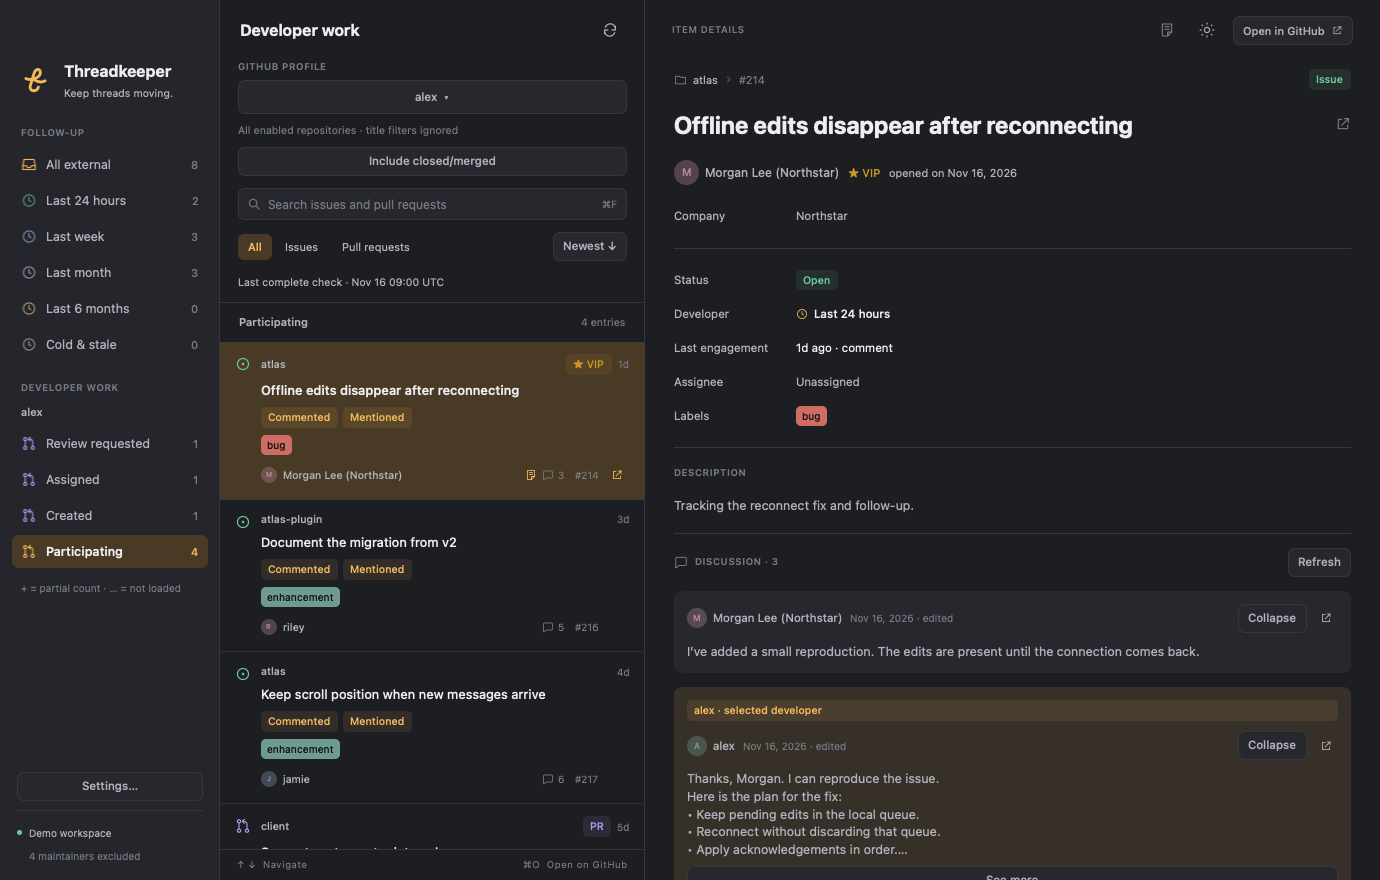 Threadkeeper
Keep threads moving.
FOLLOW-UP
All external 8
Last 24 hours 2
Last week 3
Last month 3
Last 6 months 0
Cold & stale 0
DEVELOPER WORK
alex
Review requested 1
Assigned 1
Created 1
Participating 4
+ = partial count · … = not loaded
Settings...
Demo workspace
4 maintainers excluded
Developer work
GITHUB PROFILE
alex ▾
All enabled repositories · title filters ignored
Include closed/merged
Search issues and pull requests ⌘F
All Issues Pull requests Newest ↓
Last complete check · Nov 16 09:00 UTC
Participating 4 entries
atlas ★ VIP 1d
Offline edits disappear after reconnecting
Commented Mentioned
bug
M Morgan Lee (Northstar) 3 #214
atlas-plugin 3d
Document the migration from v2
Commented Mentioned
enhancement
R riley 5 #216
atlas 4d
Keep scroll position when new messages arrive
Commented Mentioned
enhancement
J jamie 6 #217
client PR 5d
↑ ↓ Navigate ⌘O Open on GitHub
ITEM DETAILS Open in GitHub
atlas › #214 Issue
Offline edits disappear after reconnecting
M Morgan Lee (Northstar) ★ VIP opened on Nov 16, 2026
Company Northstar
Status Open
Developer Last 24 hours
Last engagement 1d ago · comment
Assignee Unassigned
Labels bug
DESCRIPTION
Tracking the reconnect fix and follow-up.
DISCUSSION · 3 Refresh
M Morgan Lee (Northstar) Nov 16, 2026 · edited Collapse
I’ve added a small reproduction. The edits are present until the connection comes back.
alex · selected developer
A alex Nov 16, 2026 · edited Collapse
Thanks, Morgan. I can reproduce the issue.
Here is the plan for the fix:
• Keep pending edits in the local queue.
• Reconnect without discarding that queue.
• Apply acknowledgements in order....
See more